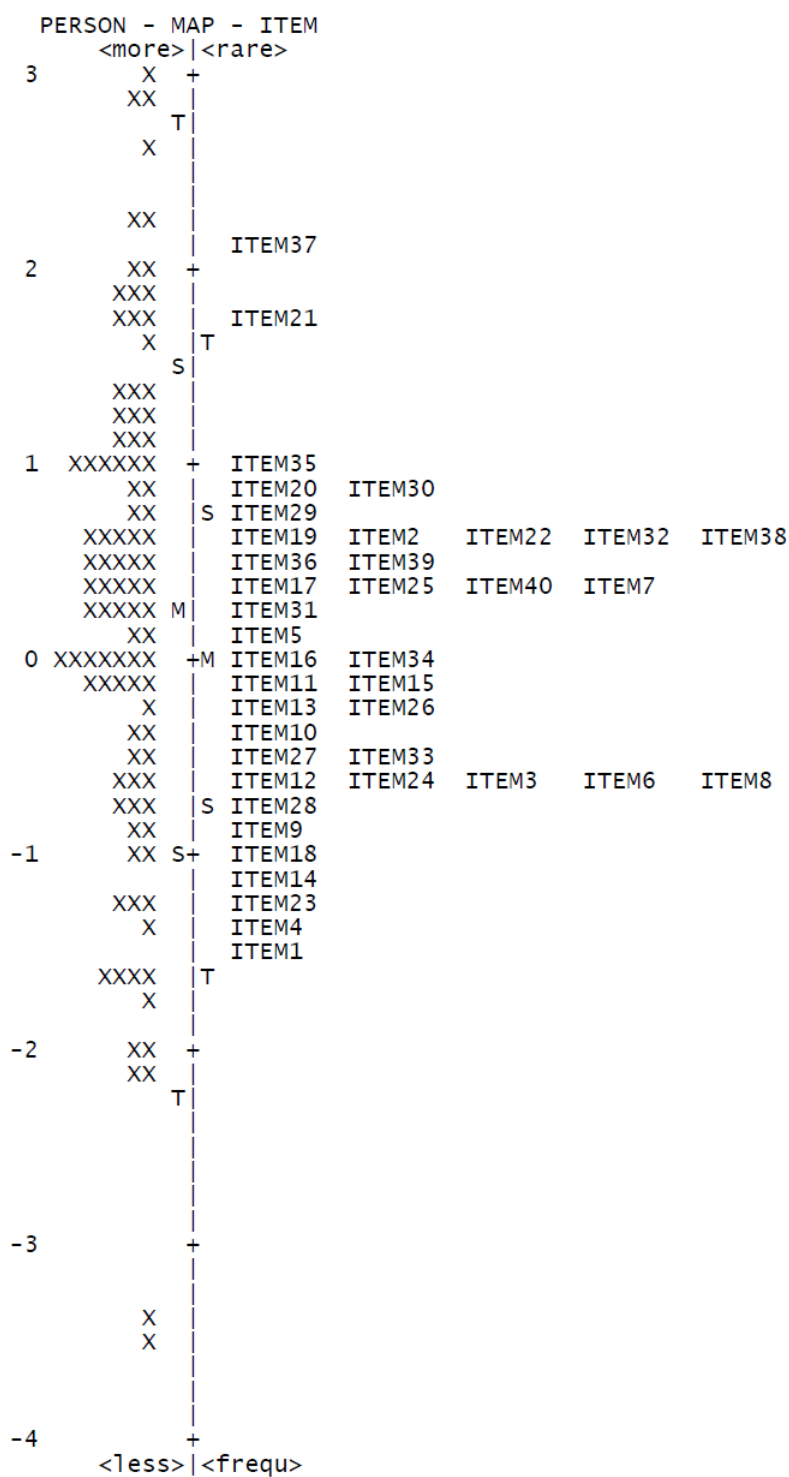 PERSON - MAP - ITEM
<more>|<rare>
3        X  +
XX  |
T|
X  |
|
|
XX  |
|  ITEM37
2       XX  +
XXX  |
XXX  |  ITEM21
X  |T
S|
XXX  |
XXX  |
XXX  |
1  XXXXXX  +  ITEM35
XX  |  ITEM20  ITEM30
XX  |S ITEM29
XXXXX  |  ITEM19  ITEM2   ITEM22  ITEM32  ITEM38
XXXXX  |  ITEM36  ITEM39
XXXXX  |  ITEM17  ITEM25  ITEM40  ITEM7
XXXXX M|  ITEM31
XX  |  ITEM5
0 XXXXXXX  +M ITEM16  ITEM34
XXXXX  |  ITEM11  ITEM15
X  |  ITEM13  ITEM26
XX  |  ITEM10
XX  |  ITEM27  ITEM33
XXX  |  ITEM12  ITEM24  ITEM3   ITEM6   ITEM8
XXX  |S ITEM28
XX  |  ITEM9
-1       XX S+  ITEM18
|  ITEM14
XXX  |  ITEM23
X  |  ITEM4
|  ITEM1
XXXX  |T
X  |
|
-2       XX  +
XX  |
T|
|
|
|
|
|
-3           +
|
|
X  |
X  |
|
|
|
-4           +
<less>|<frequ>